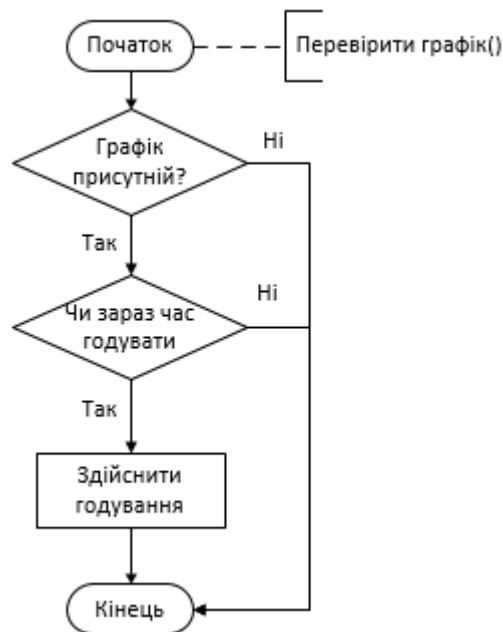 Початок
Перевірити графік()
Графік
присутній?
Ні
Так
Чи зараз час
годувати
Ні
Так
Здійснити
годування
Кінець